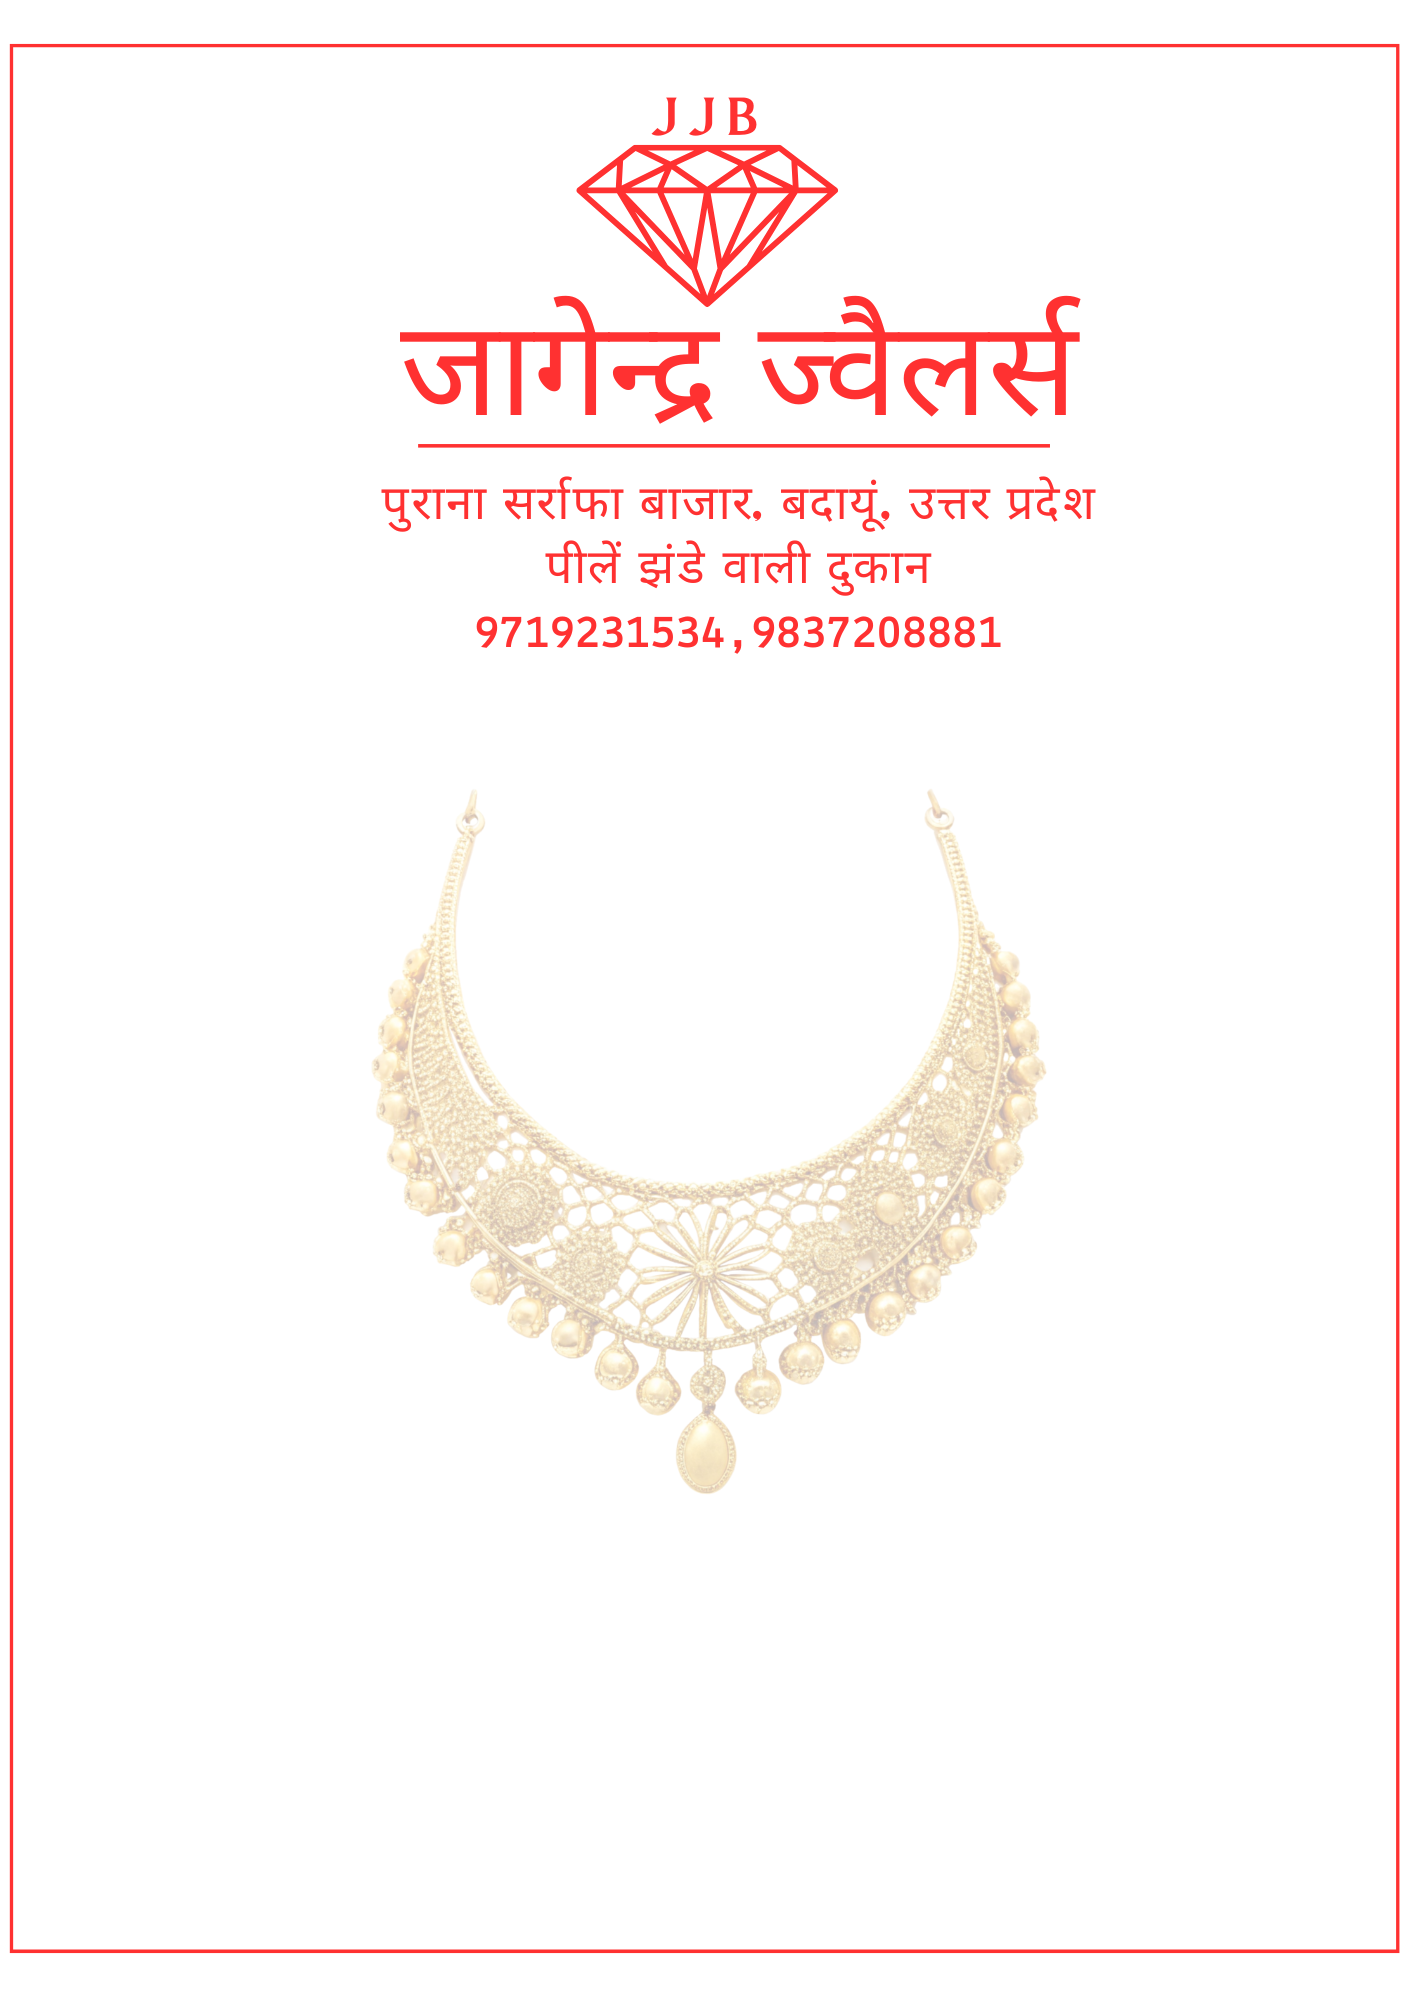 JJB
जागेन्द्र ज्वैलर्स
पुराना सर्राफा बाजार, बदायूं, उत्तर प्रदेश
पीलें झंडे वाली दुकान
9719231534,9837208881